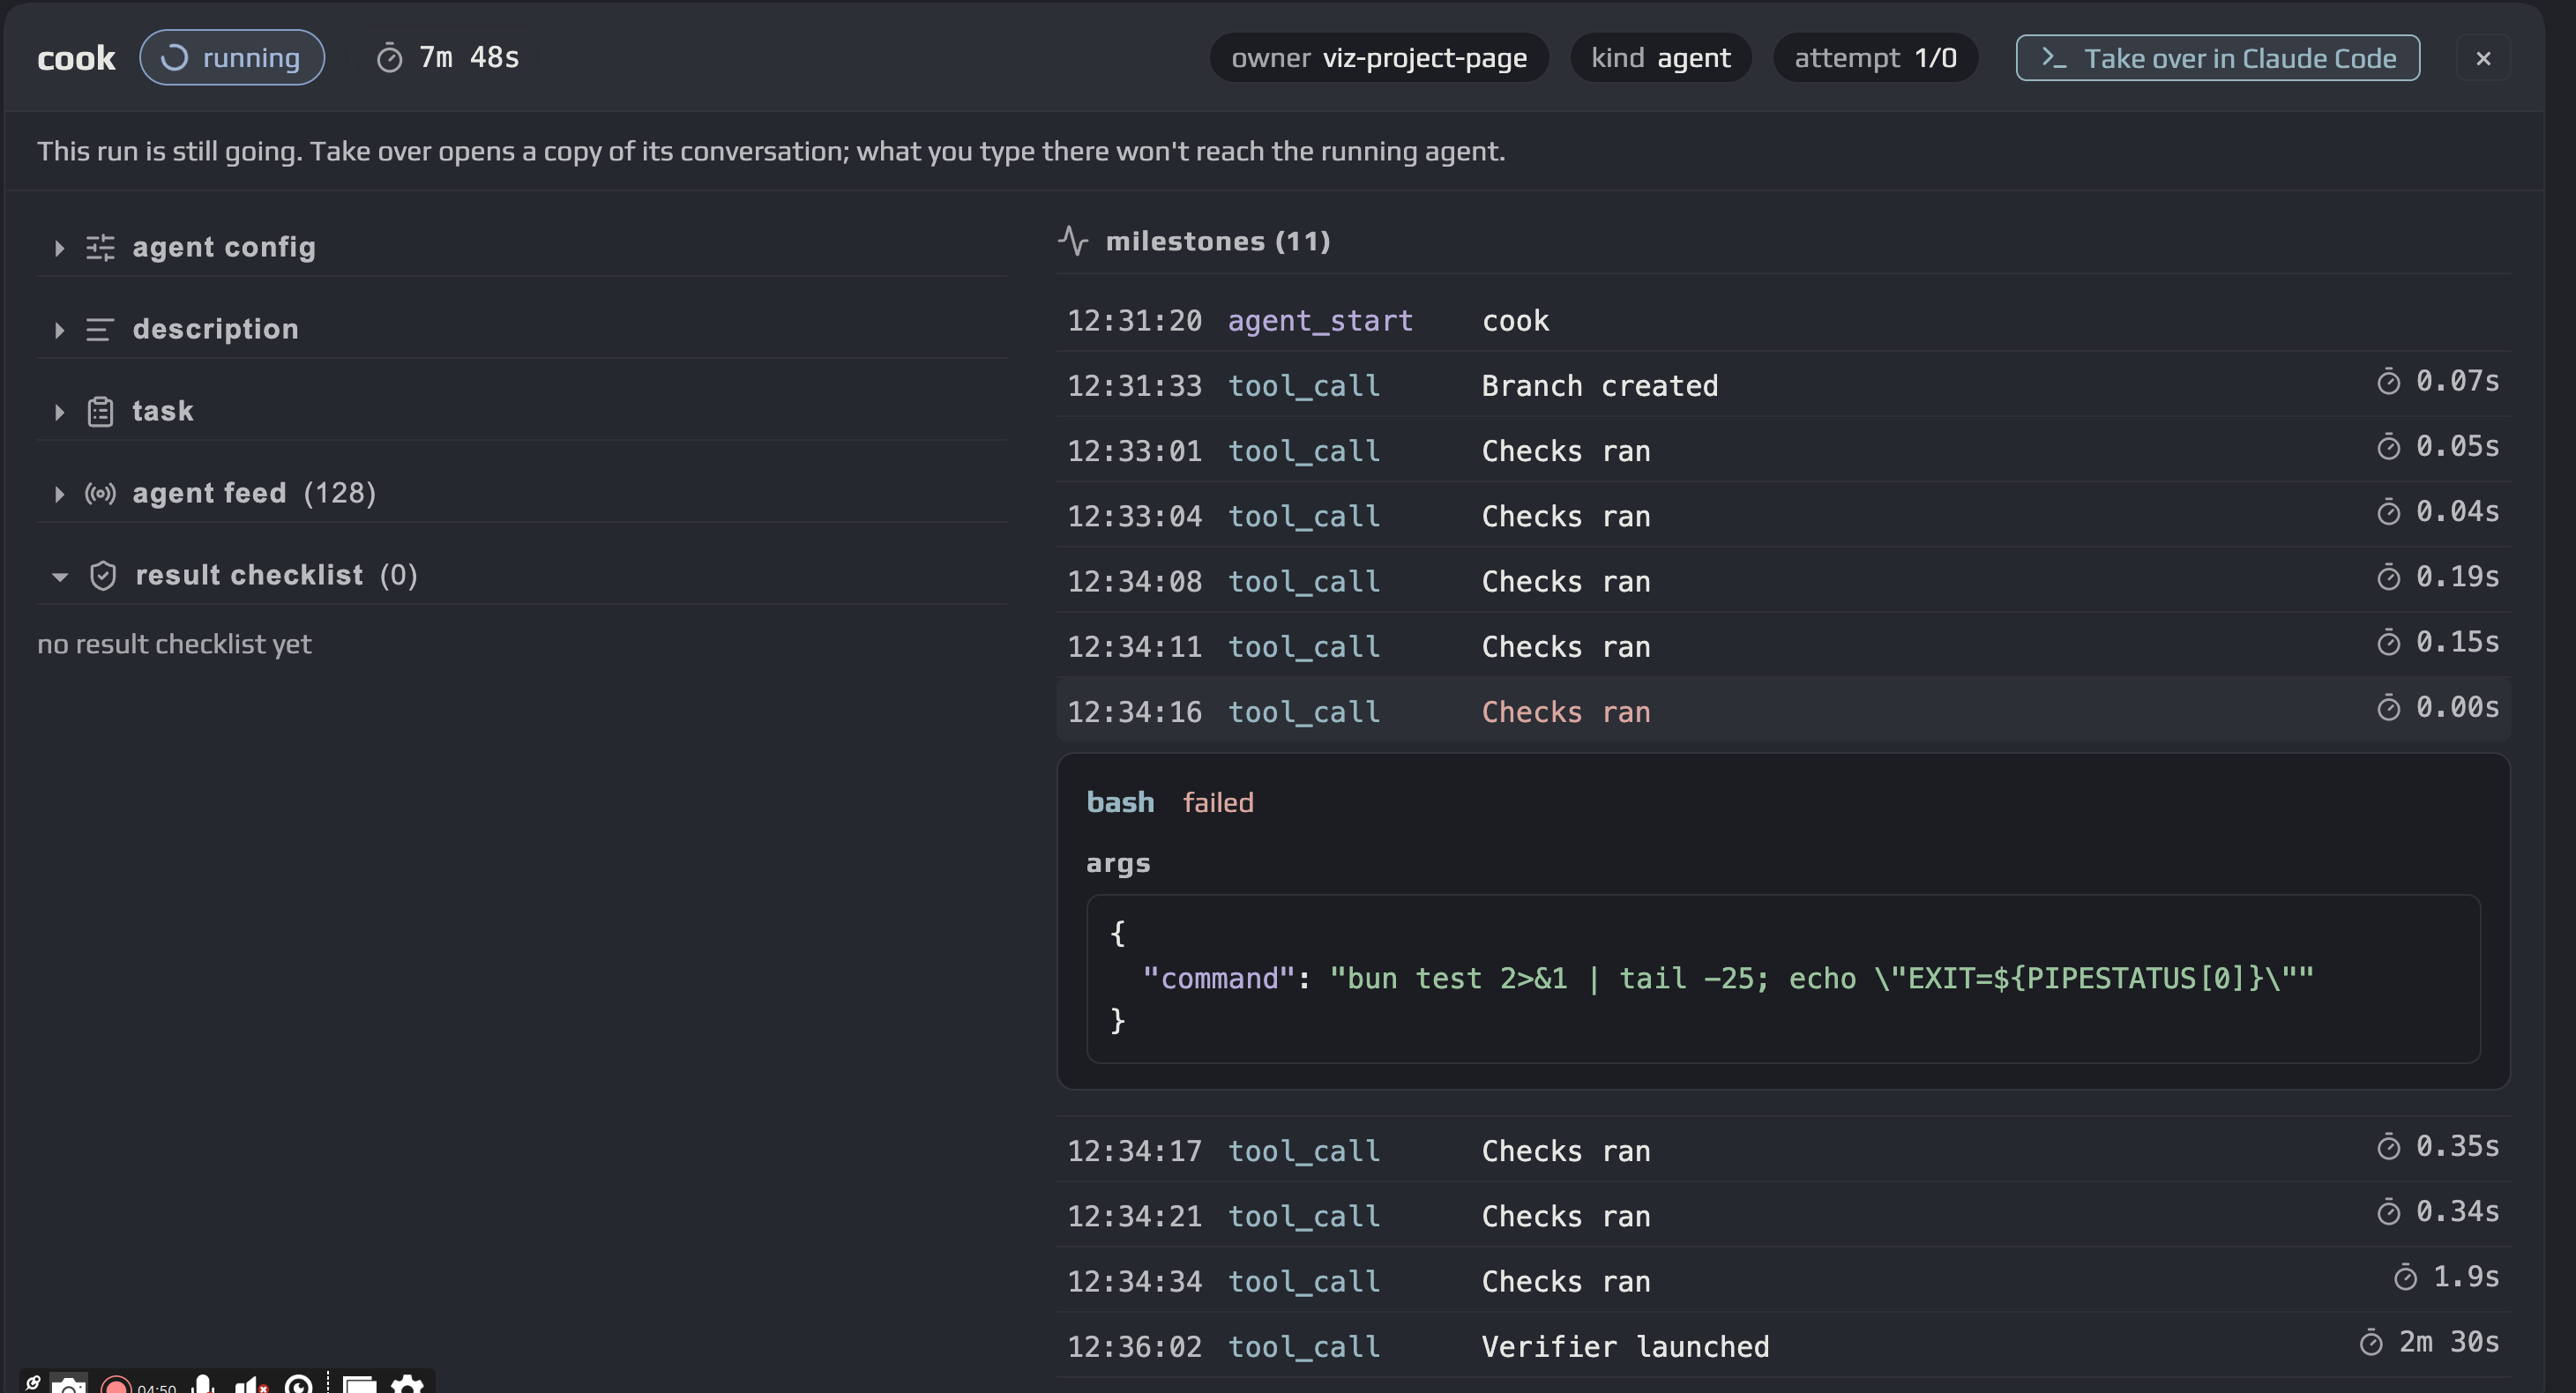 cook running 7m 48s owner viz-project-page kind agent attempt 1/0 >_ Take over in Claude Code ×
This run is still going. Take over opens a copy of its conversation; what you type there won't reach the running agent.
agent config
description
task
agent feed (128)
result checklist (0)
no result checklist yet
milestones (11)
12:31:20 agent_start cook
12:31:33 tool_call Branch created 0.07s
12:33:01 tool_call Checks ran 0.05s
12:33:04 tool_call Checks ran 0.04s
12:34:08 tool_call Checks ran 0.19s
12:34:11 tool_call Checks ran 0.15s
12:34:16 tool_call Checks ran 0.00s
bash failed
args
{
"command": "bun test 2>&1 | tail -25; echo \"EXIT=${PIPESTATUS[0]}\""
}
12:34:17 tool_call Checks ran 0.35s
12:34:21 tool_call Checks ran 0.34s
12:34:34 tool_call Checks ran 1.9s
12:36:02 tool_call Verifier launched 2m 30s
04:50